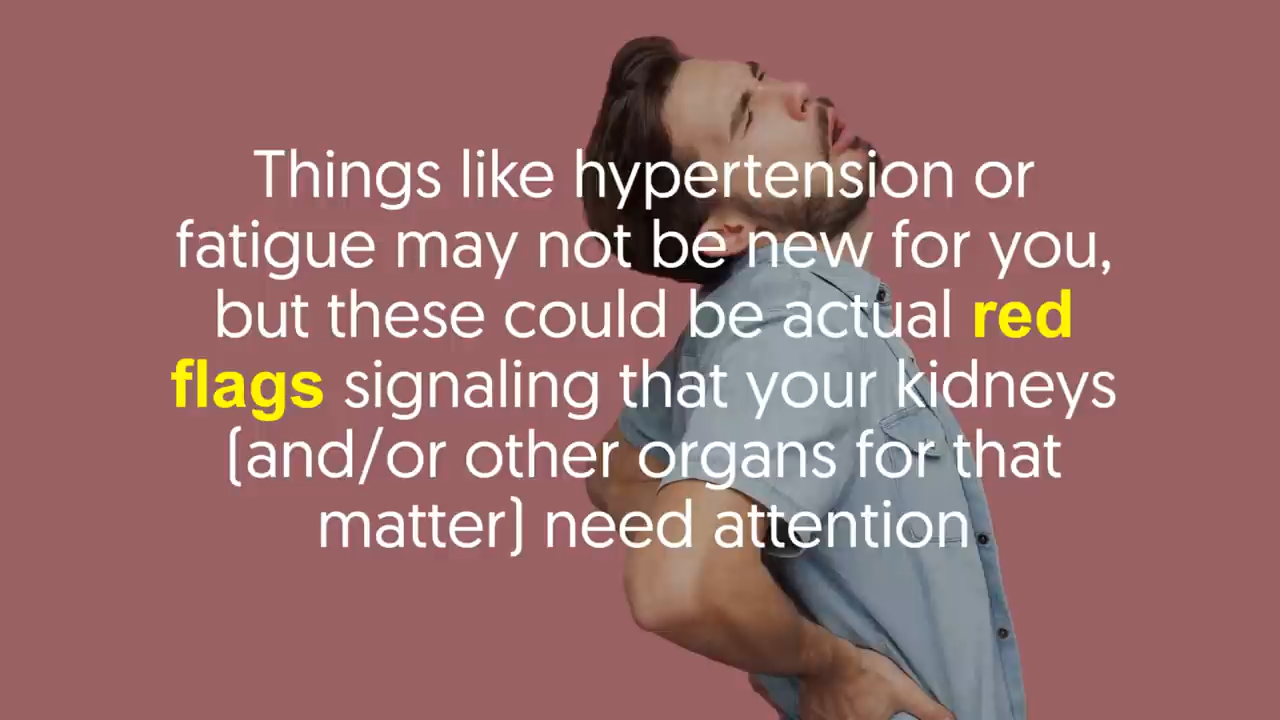 Things like hypertension or
fatigue may not be new for you,
but these could be actual red
flags signaling that your kidneys
(and/or other organs for that
matter) need attention